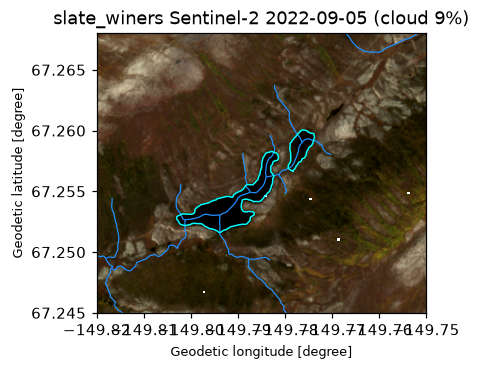 slate_winers Sentinel-2 2022-09-05 (cloud 9%)
67.265
67.260
67.255
67.250
67.245
Geodetic latitude [degree]
−149.82 −149.81 −149.80 −149.79 −149.78 −149.77 −149.76 −149.75
Geodetic longitude [degree]